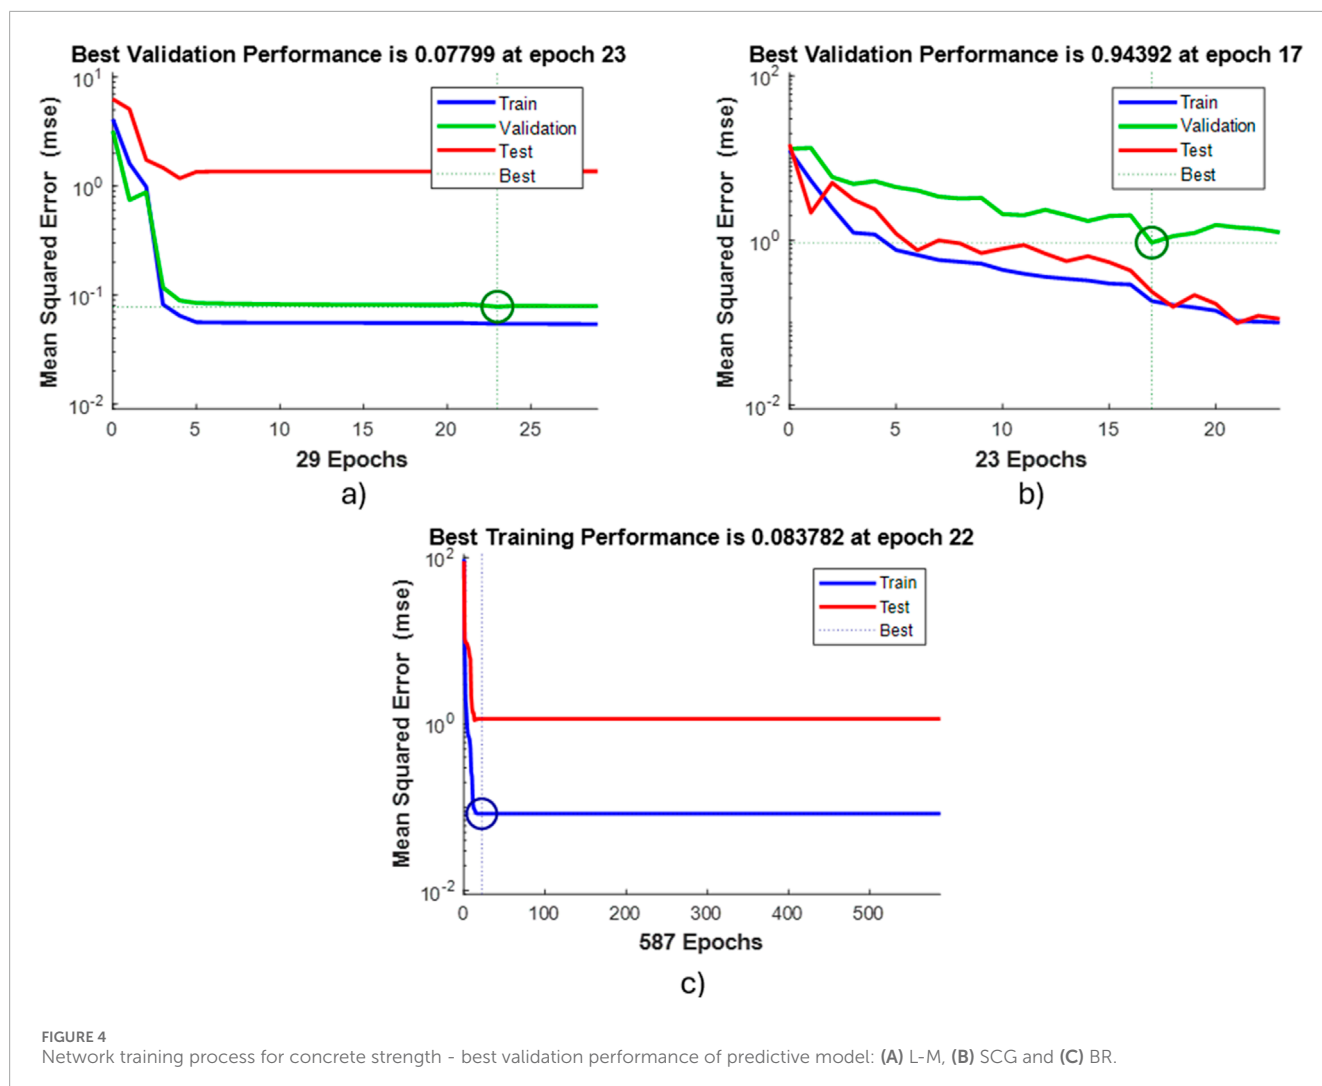 Best Validation Performance is 0.07799 at epoch 23
Mean Squared Error (mse)
10^1
10^0
10^-1
10^-2
Train
Validation
Test
Best
0 5 10 15 20 25
29 Epochs
a)
Best Validation Performance is 0.94392 at epoch 17
Mean Squared Error (mse)
10^2
10^0
10^-2
Train
Validation
Test
Best
0 5 10 15 20
23 Epochs
b)
Best Training Performance is 0.083782 at epoch 22
Mean Squared Error (mse)
10^2
10^0
10^-2
Train
Test
Best
0 100 200 300 400 500
587 Epochs
c)
FIGURE 4
Network training process for concrete strength - best validation performance of predictive model: (A) L-M, (B) SCG and (C) BR.